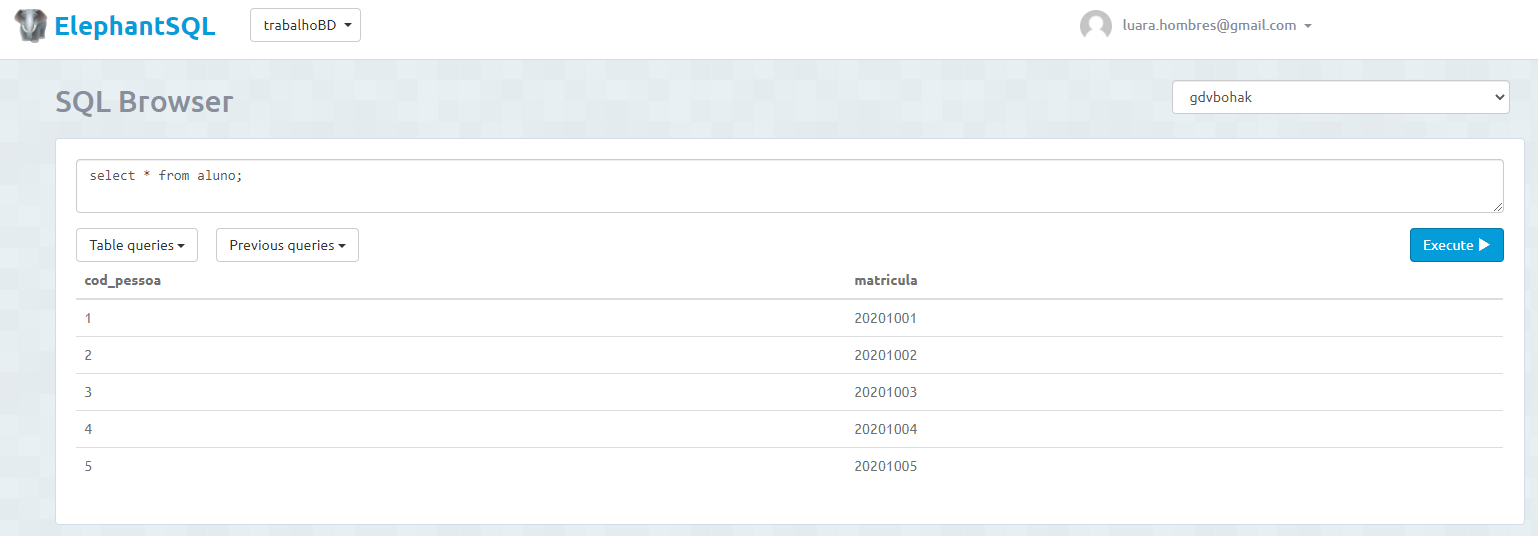 ElephantSQL trabalhoBD luara.hombres@gmail.com
SQL Browser gdvbohak
select * from aluno;
Table queries Previous queries Execute
cod_pessoa matricula
1 20201001
2 20201002
3 20201003
4 20201004
5 20201005